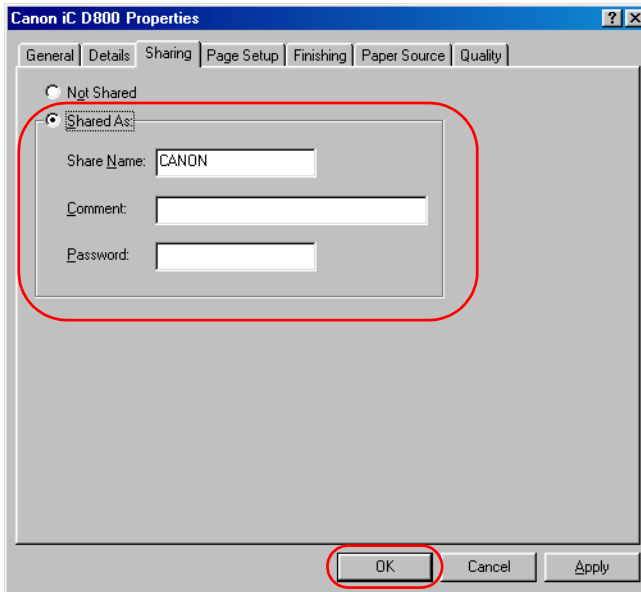 Canon iC D800 Properties
General Details Sharing Page Setup Finishing Paper Source Quality
Not Shared
Shared As:
Share Name: CANON
Comment:
Password:
OK Cancel Apply